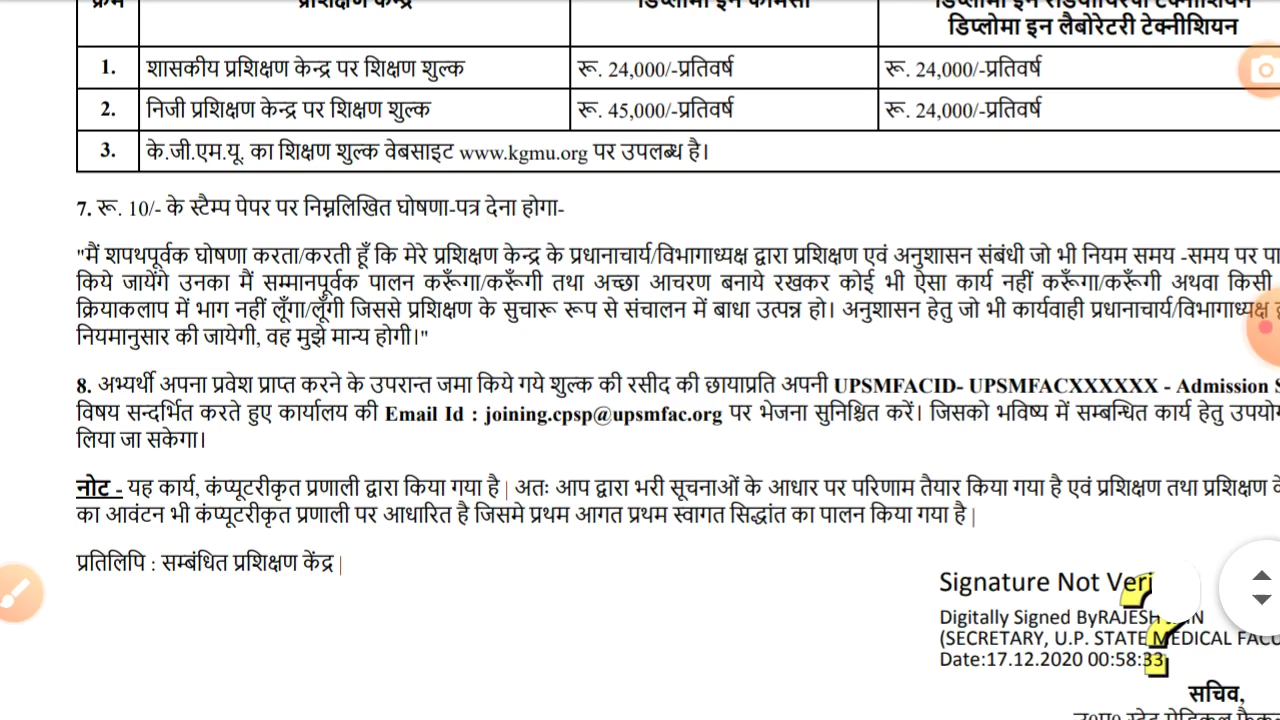 क्रम प्रशिक्षण केन्द्र डिप्लोमा इन फार्मेसी
डिप्लोमा इन लैबोरेटरी टेक्नीशियन
1. शासकीय प्रशिक्षण केन्द्र पर शिक्षण शुल्क रू. 24,000/-प्रतिवर्ष रू. 24,000/-प्रतिवर्ष
2. निजी प्रशिक्षण केन्द्र पर शिक्षण शुल्क रू. 45,000/-प्रतिवर्ष रू. 24,000/-प्रतिवर्ष
3. के.जी.एम.यू. का शिक्षण शुल्क वेबसाइट www.kgmu.org पर उपलब्ध है।
7. रू. 10/- के स्टैम्प पेपर पर निम्नलिखित घोषणा-पत्र देना होगा-
"मैं शपथपूर्वक घोषणा करता/करती हूँ कि मेरे प्रशिक्षण केन्द्र के प्रधानाचार्य/विभागाध्यक्ष द्वारा प्रशिक्षण एवं अनुशासन संबंधी जो भी नियम समय -समय पर
किये जायेंगे उनका मैं सम्मानपूर्वक पालन करूँगा/करूँगी तथा अच्छा आचरण बनाये रखकर कोई भी ऐसा कार्य नहीं करूँगा/करूँगी अथवा किसी
क्रियाकलाप में भाग नहीं लूँगा/लूँगी जिससे प्रशिक्षण के सुचारू रूप से संचालन में बाधा उत्पन्न हो। अनुशासन हेतु जो भी कार्यवाही प्रधानाचार्य/विभागाध्यक्ष
नियमानुसार की जायेगी, वह मुझे मान्य होगी।"
8. अभ्यर्थी अपना प्रवेश प्राप्त करने के उपरान्त जमा किये गये शुल्क की रसीद की छायाप्रति अपनी UPSMFACID- UPSMFACXXXXXX - Admission
विषय सन्दर्भित करते हुए कार्यालय की Email Id : joining.cpsp@upsmfac.org पर भेजना सुनिश्चित करें। जिसको भविष्य में सम्बन्धित कार्य हेतु
लिया जा सकेगा।
नोट - यह कार्य, कंप्यूटरीकृत प्रणाली द्वारा किया गया है | अतः आप द्वारा भरी सूचनाओं के आधार पर परिणाम तैयार किया गया है एवं प्रशिक्षण तथा प्रशिक्षण
का आवंटन भी कंप्यूटरीकृत प्रणाली पर आधारित है जिसमे प्रथम आगत प्रथम स्वागत सिद्धांत का पालन किया गया है |
प्रतिलिपि : सम्बंधित प्रशिक्षण केंद्र |
Signature Not
Digitally Signed ByRAJESH
(SECRETARY, U.P. STATE MEDICAL
Date:17.12.2020 00:58:33
सचिव,